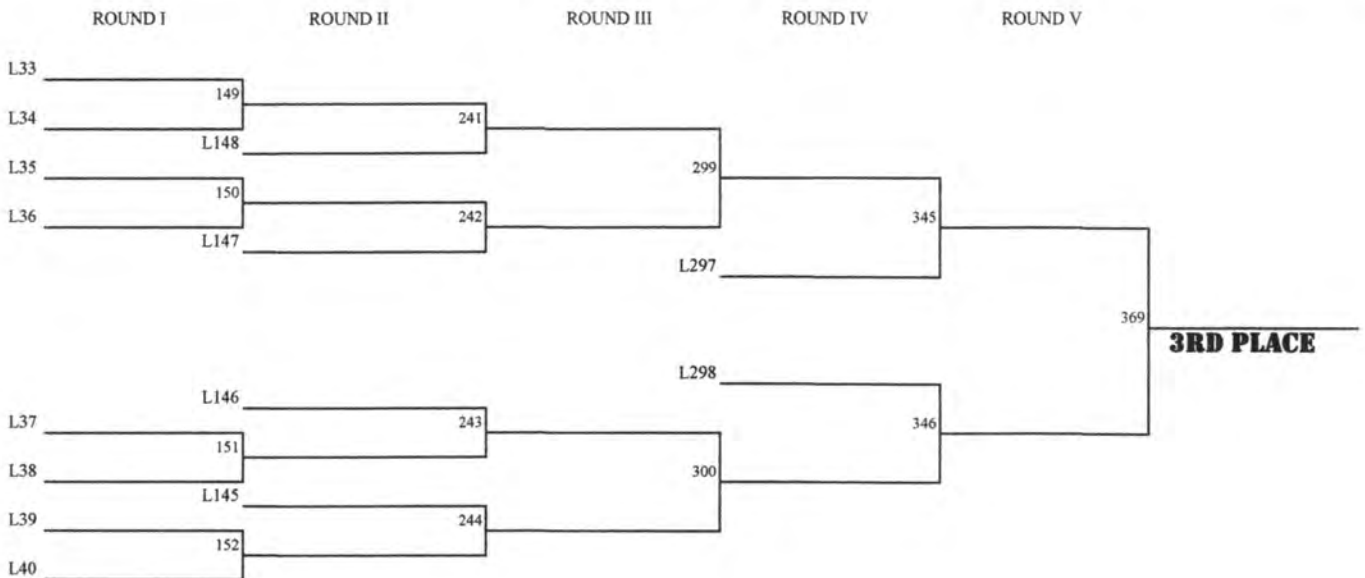 ROUND I ROUND II ROUND III ROUND IV ROUND V
L33
149
L34
241
L148
L35
299
150
L36
242
345
L147
L297
369
3RD PLACE
L298
L146
L37
243
346
151
300
L38
L145
L39
244
152
L40